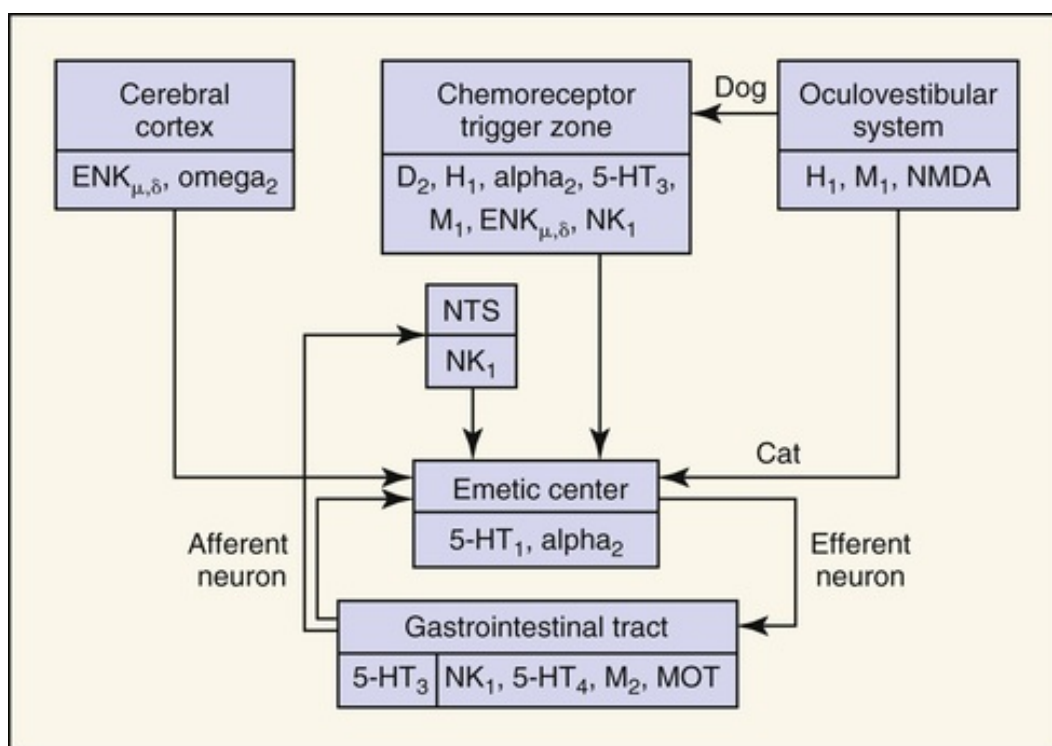 Cerebral
cortex
ENKμ,δ, omega₂
Chemoreceptor
trigger zone
D₂, H₁, alpha₂, 5-HT₃,
M₁, ENKμ,δ, NK₁
Dog
Oculovestibular
system
H₁, M₁, NMDA
NTS
NK₁
Cat
Emetic center
5-HT₁, alpha₂
Afferent
neuron
Efferent
neuron
Gastrointestinal tract
5-HT₃ NK₁, 5-HT₄, M₂, MOT